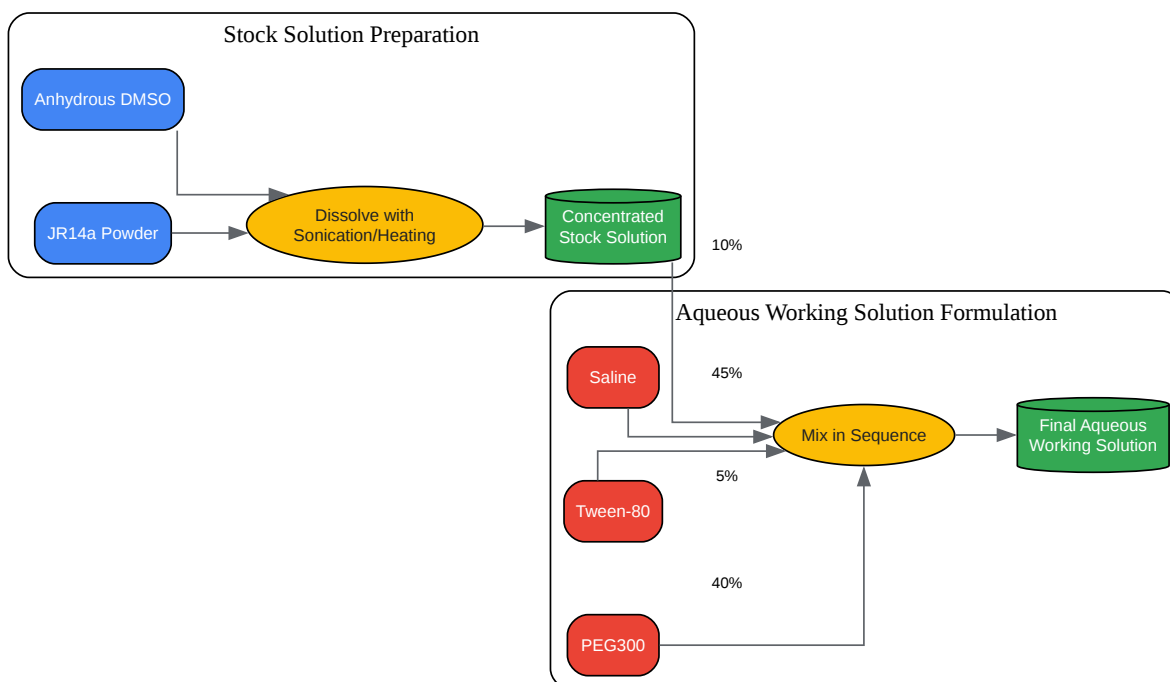 Stock Solution Preparation
Anhydrous DMSO
JR14a Powder
Dissolve with
Sonication/Heating
Concentrated
Stock Solution
10%
Aqueous Working Solution Formulation
Saline
45%
Mix in Sequence
Final Aqueous
Working Solution
5%
Tween-80
40%
PEG300